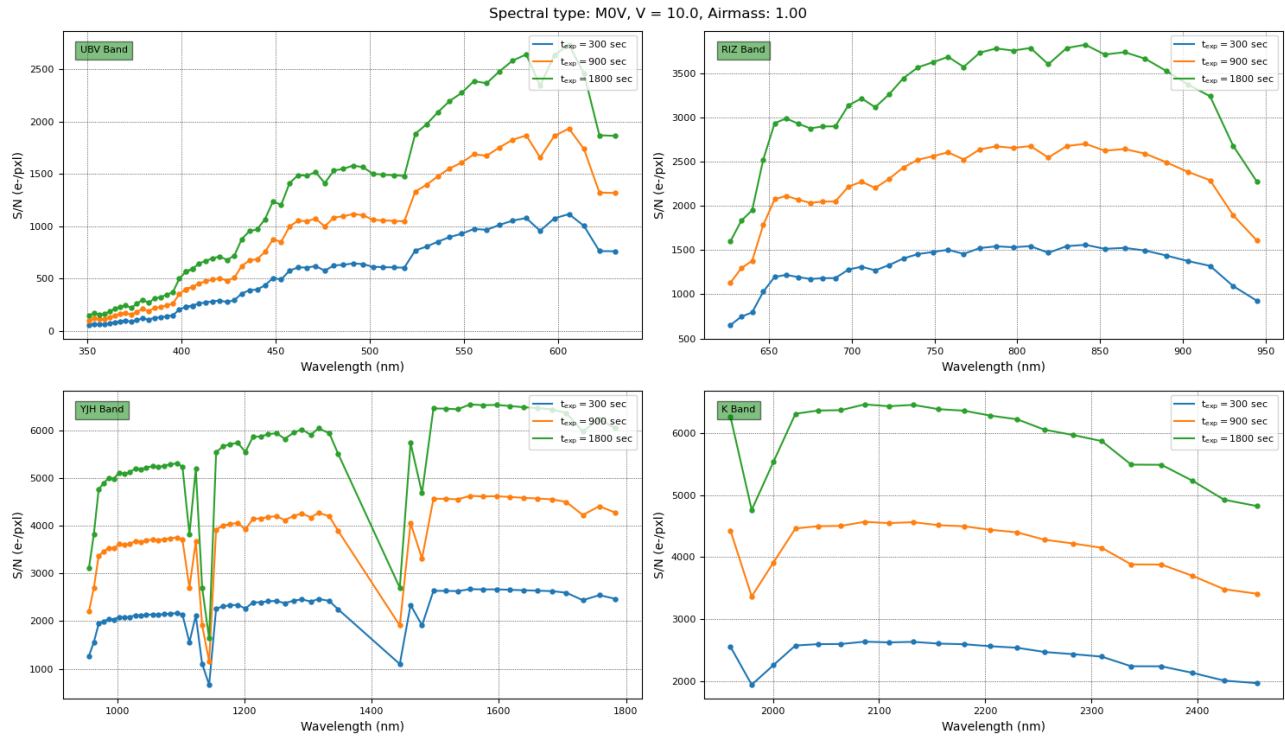 Spectral type: M0V, V = 10.0, Airmass: 1.00
UBV Band
t_exp = 300 sec
t_exp = 900 sec
t_exp = 1800 sec
S/N (e-/pxl)
2500
2000
1500
1000
500
0
350 400 450 500 550 600
Wavelength (nm)
RIZ Band
t_exp = 300 sec
t_exp = 900 sec
t_exp = 1800 sec
S/N (e-/pxl)
3500
3000
2500
2000
1500
1000
500
650 700 750 800 850 900 950
Wavelength (nm)
YJH Band
t_exp = 300 sec
t_exp = 900 sec
t_exp = 1800 sec
S/N (e-/pxl)
6000
5000
4000
3000
2000
1000
1000 1200 1400 1600 1800
Wavelength (nm)
K Band
t_exp = 300 sec
t_exp = 900 sec
t_exp = 1800 sec
S/N (e-/pxl)
6000
5000
4000
3000
2000
2000 2100 2200 2300 2400
Wavelength (nm)